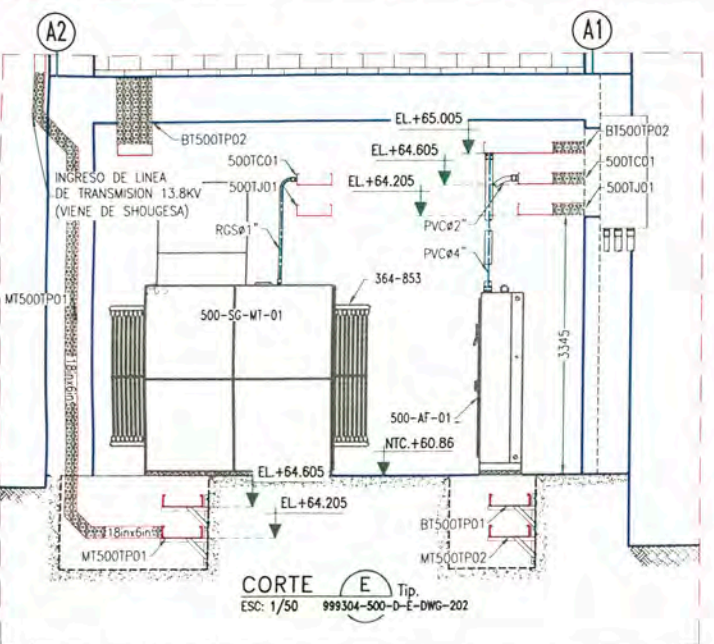 A2
A1
EL.+65.005
BT500TP02
BT500TP02
EL.+64.605
500TC01
500TC01
INGRESO DE LINEA
DE TRANSMISION 13.8KV
(VIENE DE SHOUGESA)
500TJ01
EL.+64.205
500TJ01
RGSø1"
PVCø2"
PVCø4"
364-853
MT500TP01
500-SG-MT-01
18inx6in
3345
500-AF-01
NTC.+60.86
EL.+64.605
EL.+64.205
18inx6in
BT500TP01
MT500TP01
MT500TP02
CORTE E Tip.
ESC: 1/50 999304-500-D-E-DWG-202